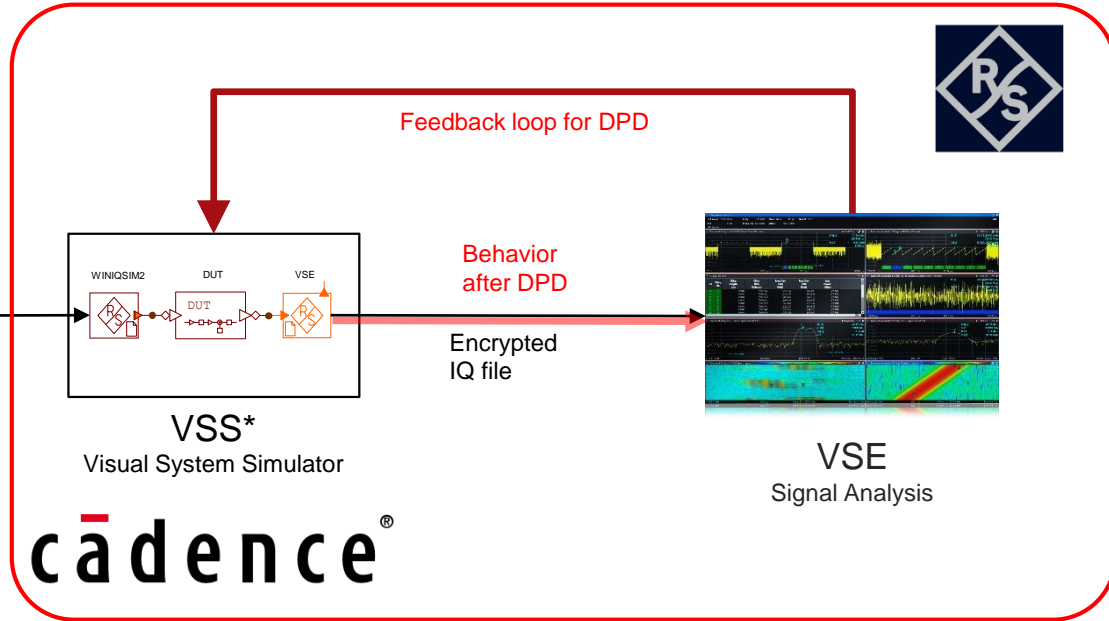 R S
Feedback loop for DPD
WINIQSIM2
DUT
VSE
DUT
R S
R S
Behavior
after DPD
Encrypted
IQ file
VSS*
Visual System Simulator
VSE
Signal Analysis
cādence®